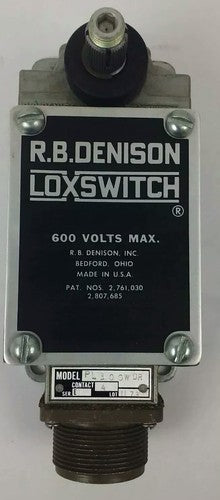 R.B.DENISON
LOXSWITCH
®
600 VOLTS MAX.
R. B. DENISON, INC.
BEDFORD, OHIO
MADE IN U.S.A.
PAT. NOS. 2,761,030
2,807,685
MODEL
CONTACT 4
SER LOT